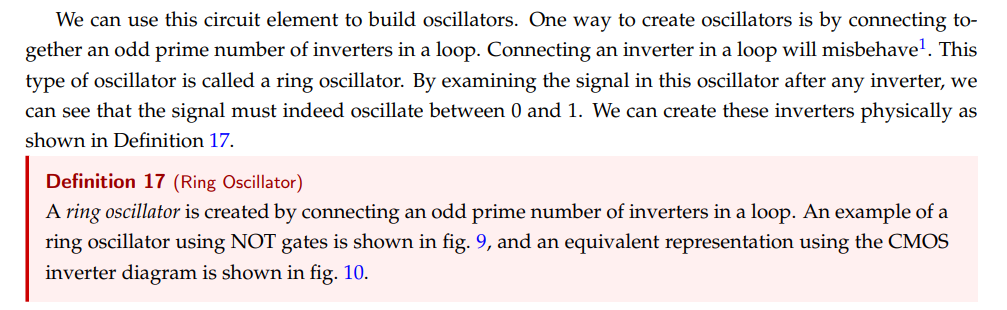 We can use this circuit element to build oscillators. One way to create oscillators is by connecting to-
gether an odd prime number of inverters in a loop. Connecting an inverter in a loop will misbehave1. This
type of oscillator is called a ring oscillator. By examining the signal in this oscillator after any inverter, we
can see that the signal must indeed oscillate between 0 and 1. We can create these inverters physically as
shown in Definition 17.
Definition 17 (Ring Oscillator)
A ring oscillator is created by connecting an odd prime number of inverters in a loop. An example of a
ring oscillator using NOT gates is shown in fig. 9, and an equivalent representation using the CMOS
inverter diagram is shown in fig. 10.